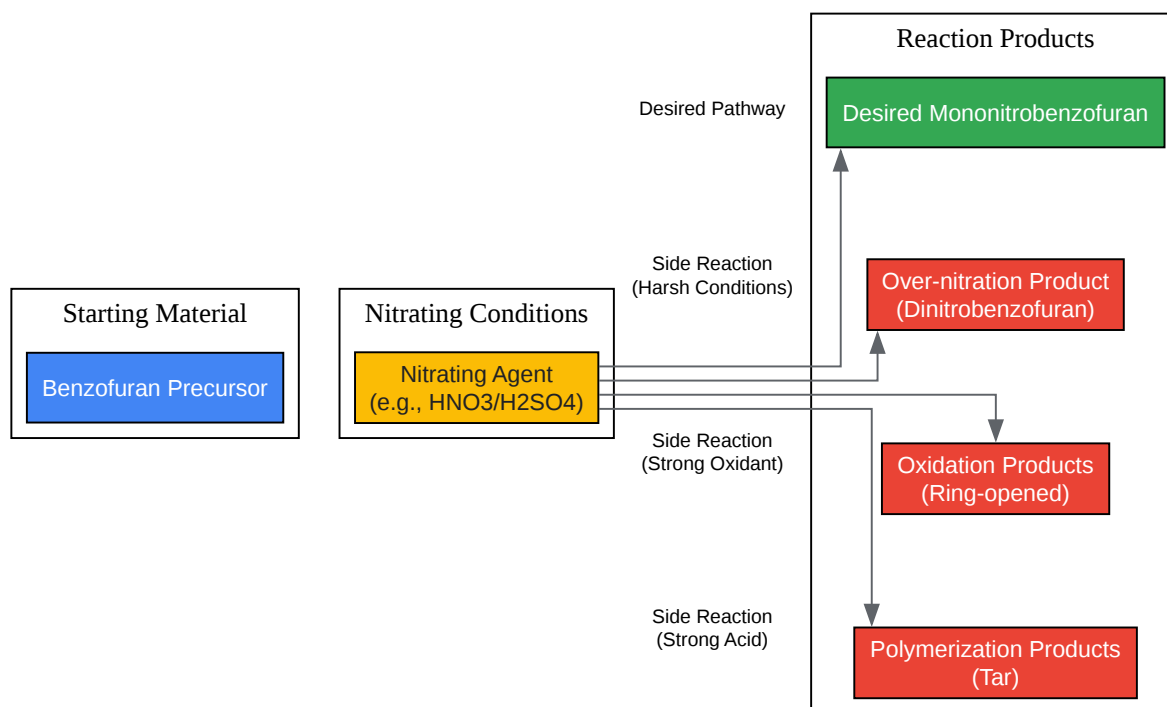 Reaction Products
Desired Pathway
Desired Mononitrobenzofuran
Side Reaction
(Harsh Conditions)
Over-nitration Product
(Dinitrobenzofuran)
Starting Material
Benzofuran Precursor
Nitrating Conditions
Nitrating Agent
(e.g., HNO3/H2SO4)
Side Reaction
(Strong Oxidant)
Oxidation Products
(Ring-opened)
Side Reaction
(Strong Acid)
Polymerization Products
(Tar)